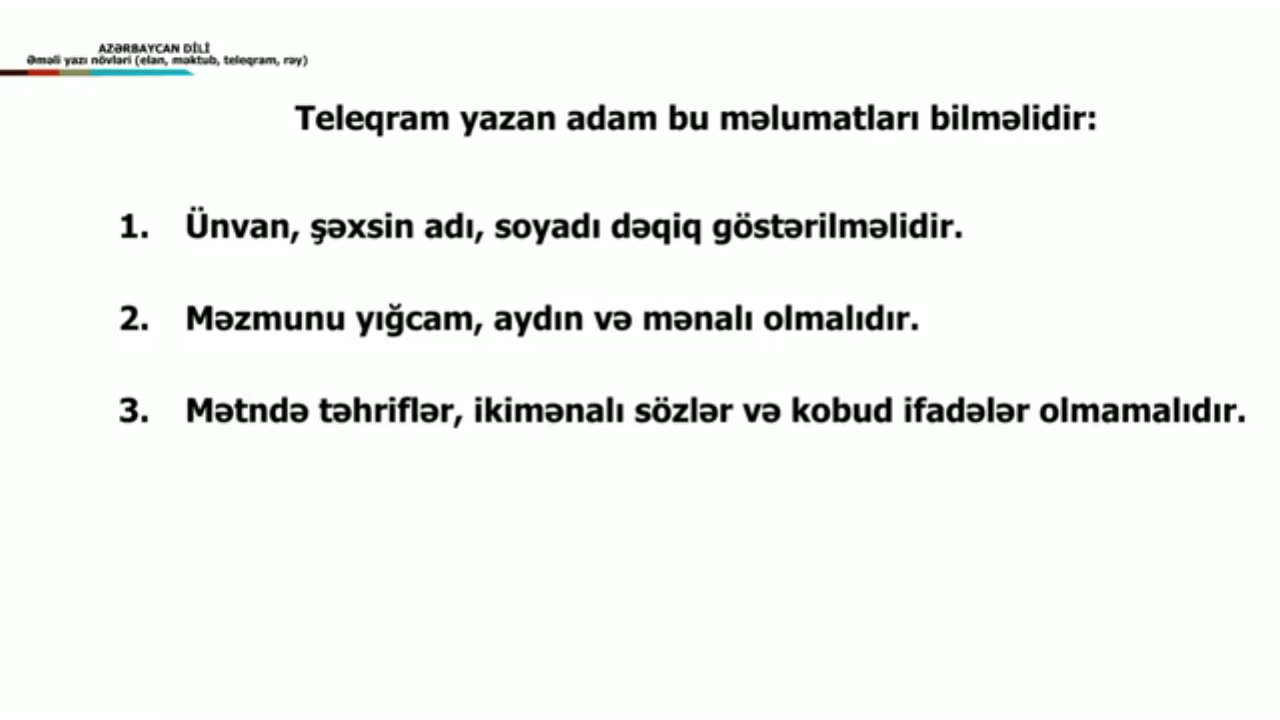 AZƏRBAYCAN DİLİ
Əməli yazı növləri (elan, məktub, teleqram, rəy)
Teleqram yazan adam bu məlumatları bilməlidir:
1. Ünvan, şəxsin adı, soyadı dəqiq göstərilməlidir.
2. Məzmunu yığcam, aydın və mənalı olmalıdır.
3. Mətndə təhriflər, ikimənalı sözlər və kobud ifadələr olmamalıdır.